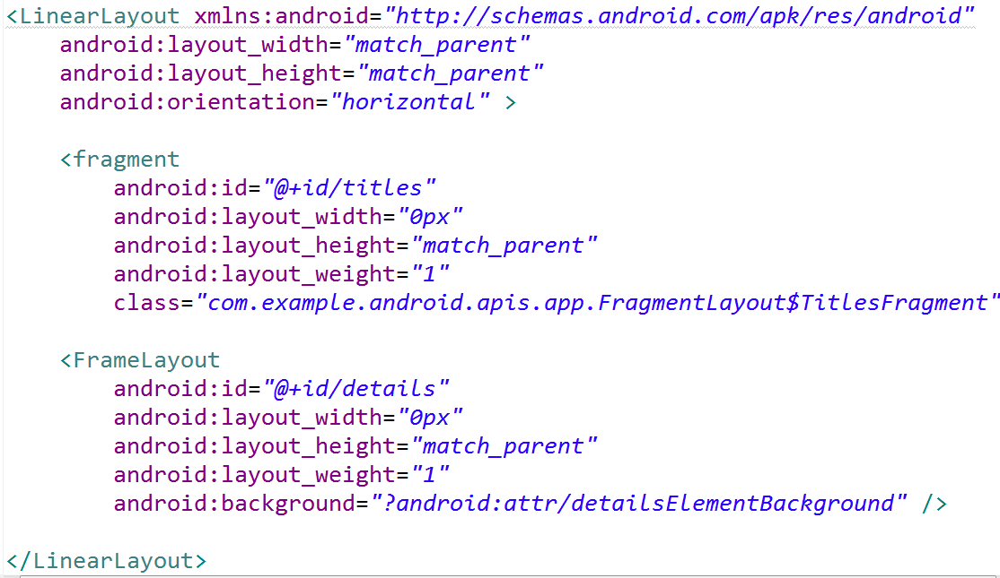 <LinearLayout xmlns:android="http://schemas.android.com/apk/res/android"
    android:layout_width="match_parent"
    android:layout_height="match_parent"
    android:orientation="horizontal" >

    <fragment
        android:id="@+id/titles"
        android:layout_width="0px"
        android:layout_height="match_parent"
        android:layout_weight="1"
        class="com.example.android.apis.app.FragmentLayout$TitlesFragment"

    <FrameLayout
        android:id="@+id/details"
        android:layout_width="0px"
        android:layout_height="match_parent"
        android:layout_weight="1"
        android:background="?android:attr/detailsElementBackground" />

</LinearLayout>